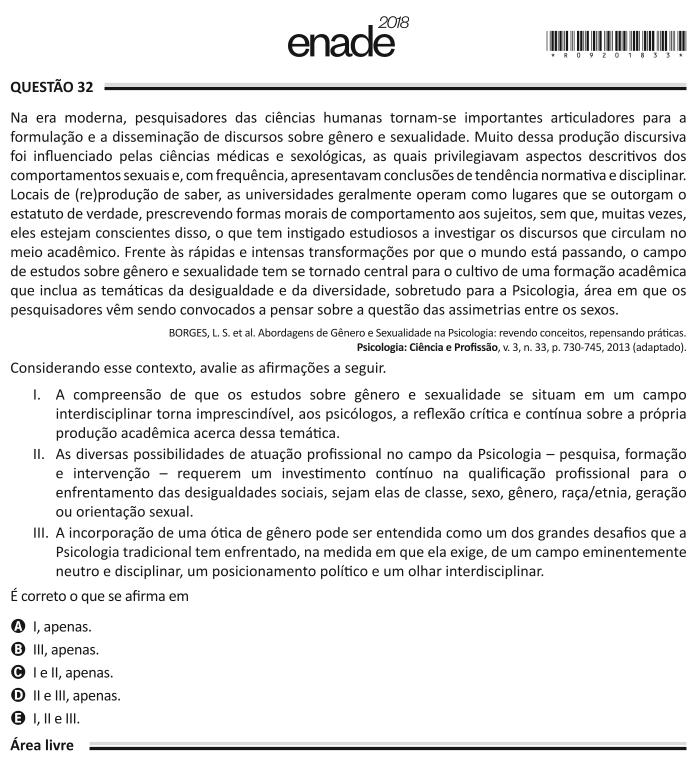 2018
enade
* R 0 9 2 0 1 8 3 3 *
QUESTÃO 32
Na era moderna, pesquisadores das ciências humanas tornam-se importantes articuladores para a
formulação e a disseminação de discursos sobre gênero e sexualidade. Muito dessa produção discursiva
foi influenciado pelas ciências médicas e sexológicas, as quais privilegiavam aspectos descritivos dos
comportamentos sexuais e, com frequência, apresentavam conclusões de tendência normativa e disciplinar.
Locais de (re)produção de saber, as universidades geralmente operam como lugares que se outorgam o
estatuto de verdade, prescrevendo formas morais de comportamento aos sujeitos, sem que, muitas vezes,
eles estejam conscientes disso, o que tem instigado estudiosos a investigar os discursos que circulam no
meio acadêmico. Frente às rápidas e intensas transformações por que o mundo está passando, o campo
de estudos sobre gênero e sexualidade tem se tornado central para o cultivo de uma formação acadêmica
que inclua as temáticas da desigualdade e da diversidade, sobretudo para a Psicologia, área em que os
pesquisadores vêm sendo convocados a pensar sobre a questão das assimetrias entre os sexos.
BORGES, L. S. et al. Abordagens de Gênero e Sexualidade na Psicologia: revendo conceitos, repensando práticas.
Psicologia: Ciência e Profissão, v. 3, n. 33, p. 730-745, 2013 (adaptado).
Considerando esse contexto, avalie as afirmações a seguir.
I. A compreensão de que os estudos sobre gênero e sexualidade se situam em um campo
interdisciplinar torna imprescindível, aos psicólogos, a reflexão crítica e contínua sobre a própria
produção acadêmica acerca dessa temática.
II. As diversas possibilidades de atuação profissional no campo da Psicologia – pesquisa, formação
e intervenção – requerem um investimento contínuo na qualificação profissional para o
enfrentamento das desigualdades sociais, sejam elas de classe, sexo, gênero, raça/etnia, geração
ou orientação sexual.
III. A incorporação de uma ótica de gênero pode ser entendida como um dos grandes desafios que a
Psicologia tradicional tem enfrentado, na medida em que ela exige, de um campo eminentemente
neutro e disciplinar, um posicionamento político e um olhar interdisciplinar.
É correto o que se afirma em
A I, apenas.
B III, apenas.
C I e II, apenas.
D II e III, apenas.
E I, II e III.
Área livre